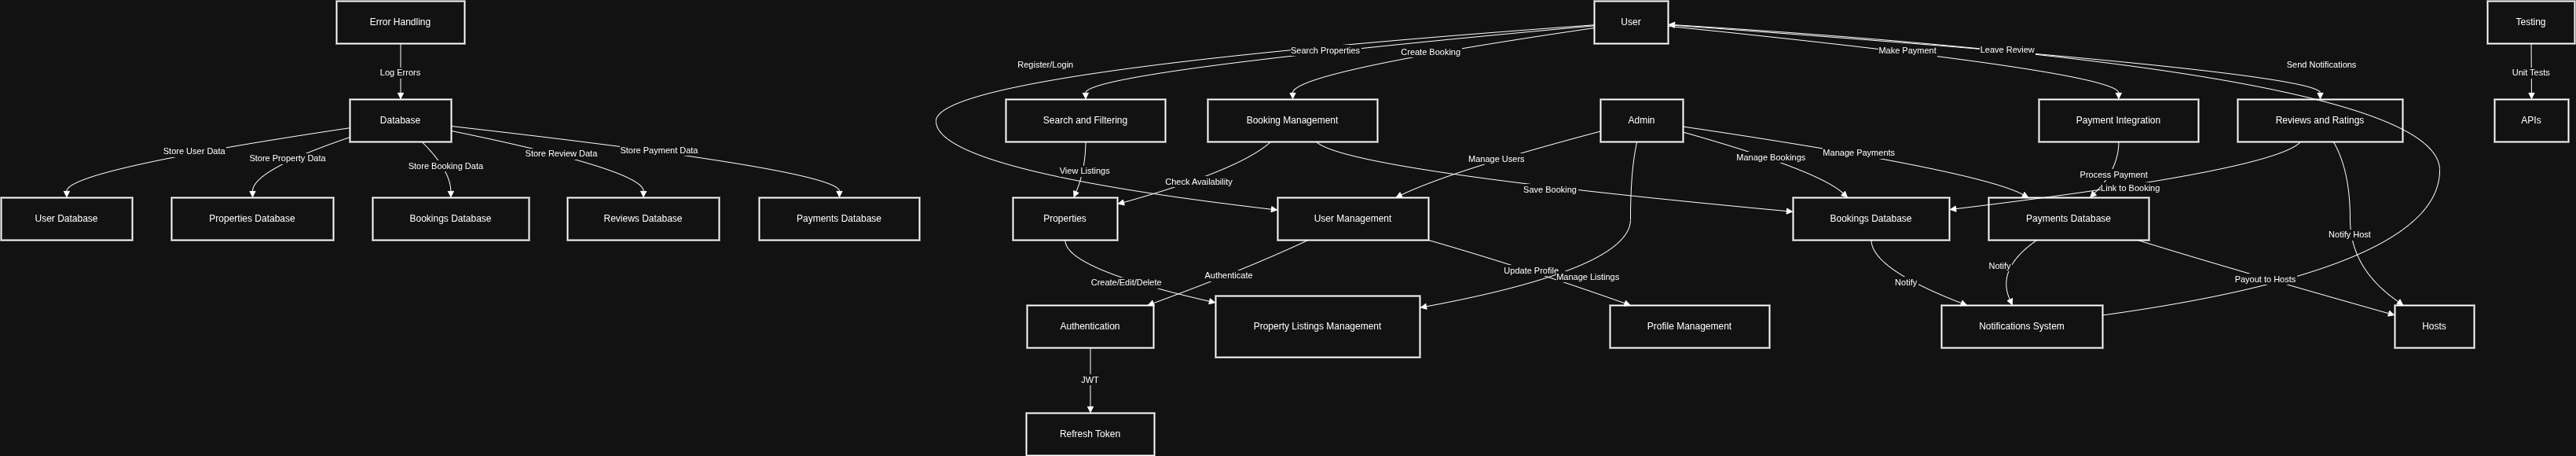 Error Handling
User
Testing
Search Properties
Create Booking
Make Payment
Leave Review
Register/Login
Send Notifications
Log Errors
Unit Tests
Database
Search and Filtering
Booking Management
Admin
Payment Integration
Reviews and Ratings
APIs
Store User Data
Store Property Data
Store Booking Data
Store Review Data
Store Payment Data
View Listings
Check Availability
Manage Users
Save Booking
Manage Bookings
Manage Payments
Process Payment
Link to Booking
User Database
Properties Database
Bookings Database
Reviews Database
Payments Database
Properties
User Management
Bookings Database
Payments Database
Notify Host
Create/Edit/Delete
Authenticate
Update Profile
Manage Listings
Notify
Notify
Payout to Hosts
Authentication
Property Listings Management
Profile Management
Notifications System
Hosts
JWT
Refresh Token